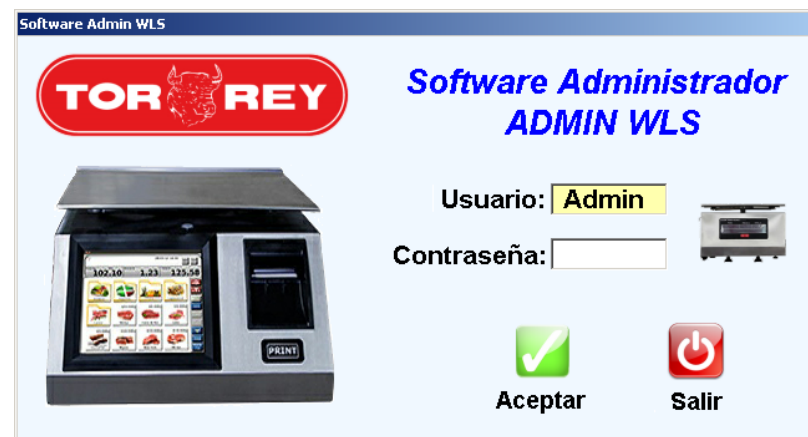 Software Admin WLS
TOR REY
Software Administrador
ADMIN WLS
Usuario: Admin
Contraseña:
102.10 1.23 125.58
PRINT
Aceptar
Salir